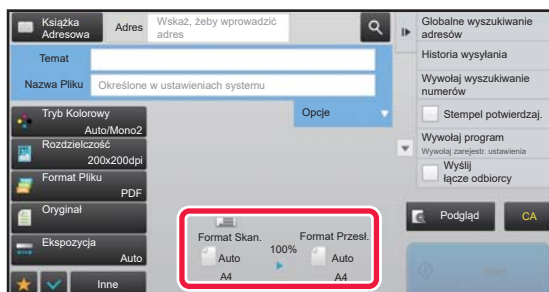 Książka
Adresowa
Adres
Wskaż, żeby wprowadzić
adres
Temat
Nazwa Pliku
Określone w ustawieniach systemu
Opcje
Tryb Kolorowy
Auto/Mono2
Rozdzielczość
200x200dpi
Format Pliku
PDF
Oryginał
Ekspozycja
Auto
Inne
Format Skan.
Auto
A4
100%
Format Przesł.
Auto
A4
Globalne wyszukiwanie
adresów
Historia wysyłania
Wywołaj wyszukiwanie
numerów
Stempel potwierdzaj.
Wywołaj program
Wywołaj zarejestr. ustawienia
Wyślij
łącze odbiorcy
Podgląd
CA
Start